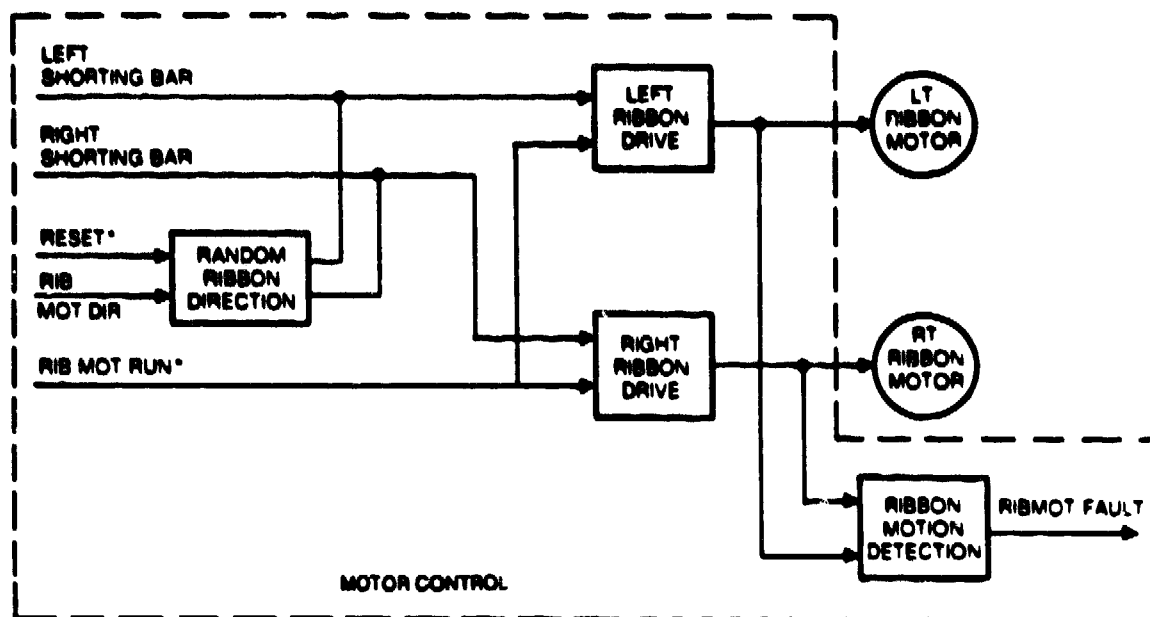 LEFT
SHORTING BAR
RIGHT
SHORTING BAR
RESET*
RIB
MOT DIR
RIB MOT RUN*
RANDOM
RIBBON
DIRECTION
LEFT
RIBBON
DRIVE
RIGHT
RIBBON
DRIVE
LT
RIBBON
MOTOR
RT
RIBBON
MOTOR
RIBBON
MOTION
DETECTION
RIBMOT FAULT
MOTOR CONTROL